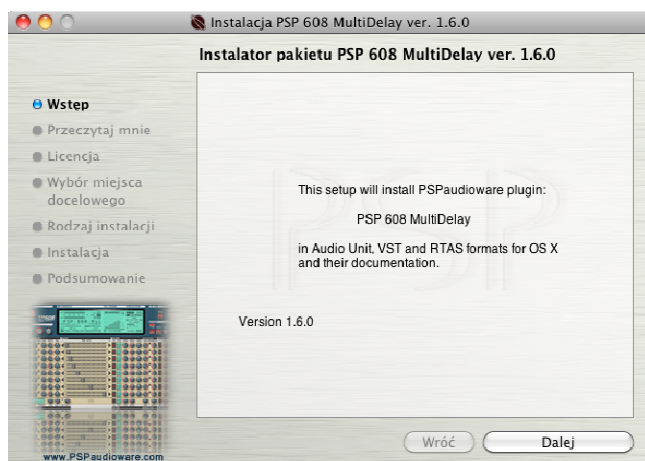 Instalacja PSP 608 MultiDelay ver. 1.6.0
Instalator pakietu PSP 608 MultiDelay ver. 1.6.0
Wstęp
Przeczytaj mnie
Licencja
Wybór miejsca
docelowego
Rodzaj instalacji
Instalacja
Podsumowanie
PSP
This setup will install PSPaudioware plugin:
PSP 608 MultiDelay
in Audio Unit, VST and RTAS formats for OS X
and their documentation.
Version 1.6.0
www.PSPaudioware.com
Wróć
Dalej